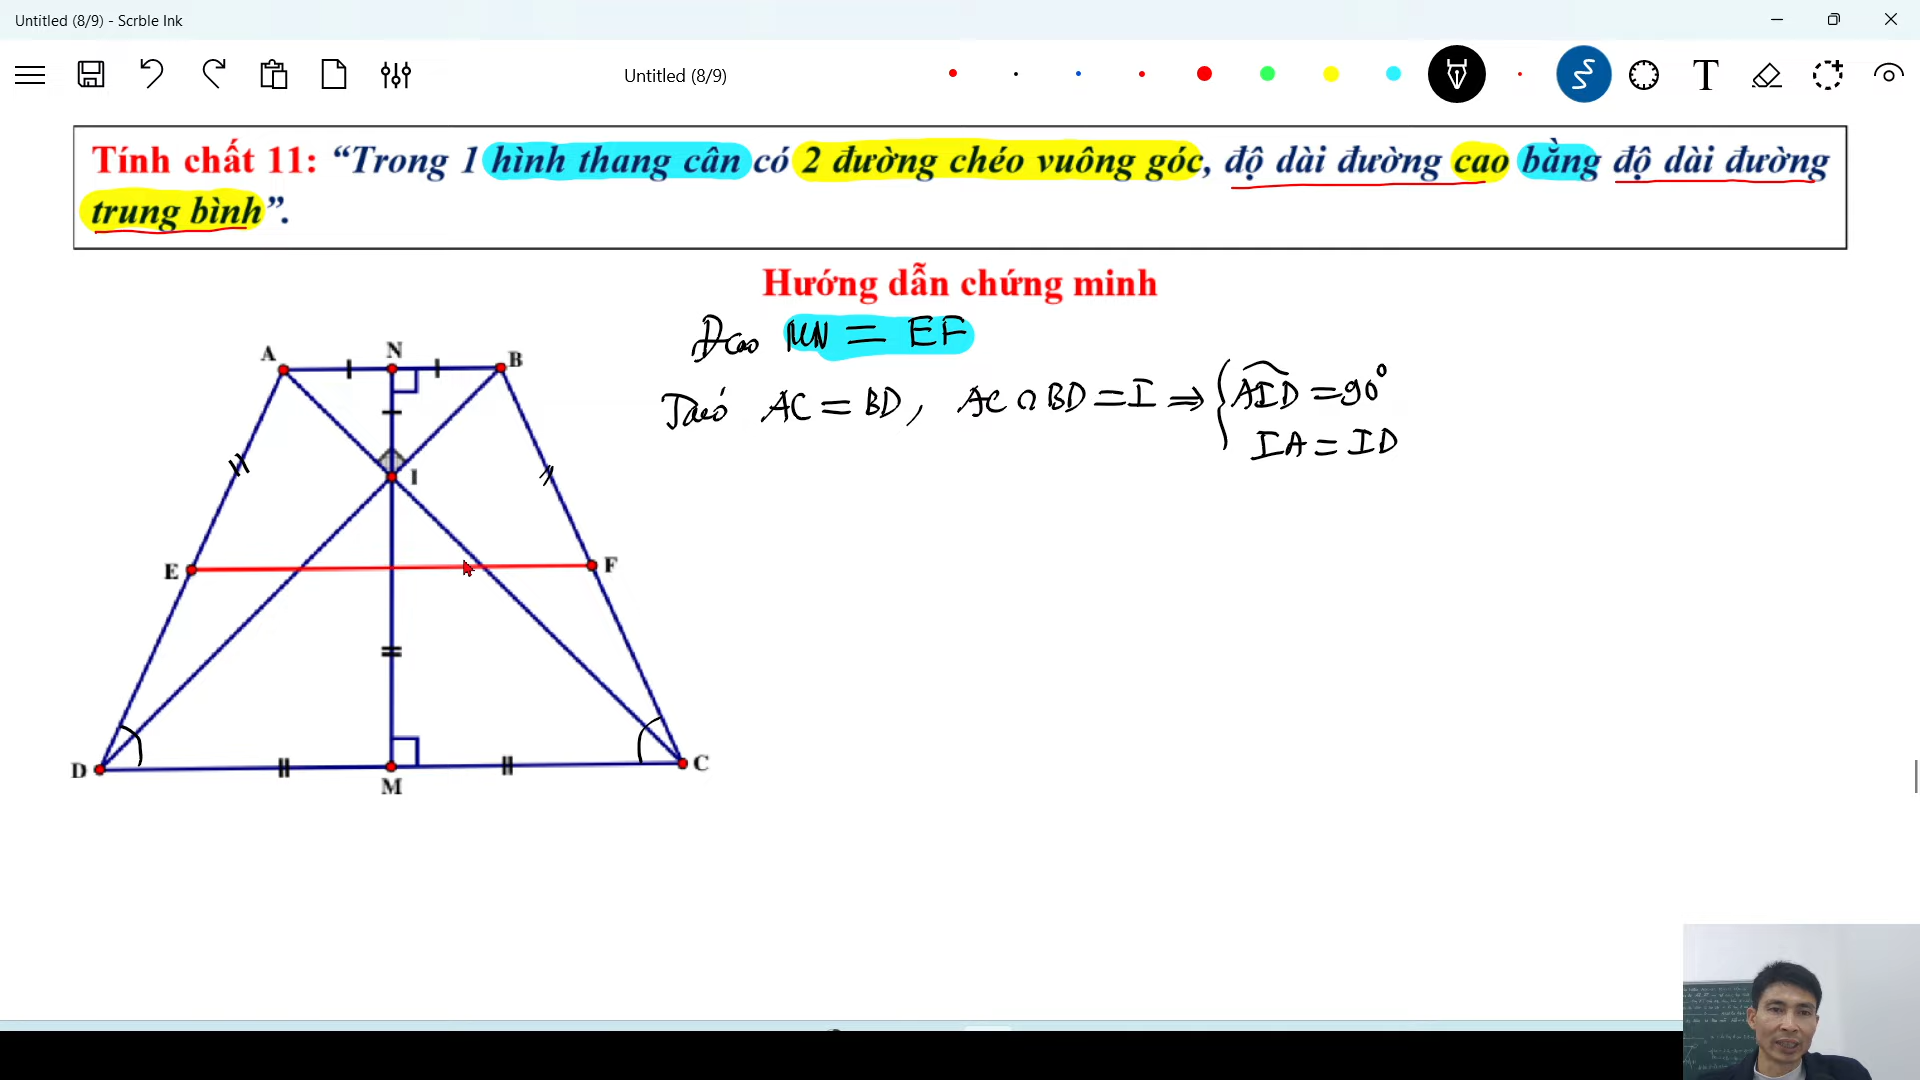 Untitled (8/9) - Scrble Ink
Untitled (8/9)
T
Tính chất 11: “Trong 1 hình thang cân có 2 đường chéo vuông góc, độ dài đường cao bằng độ dài đường
trung bình”.
Hướng dẫn chứng minh
MN = EF
AC = BD, AC ∩ BD = I ⇒ { AID = 90°
IA = ID
A
N
B
I
E
F
D
M
C